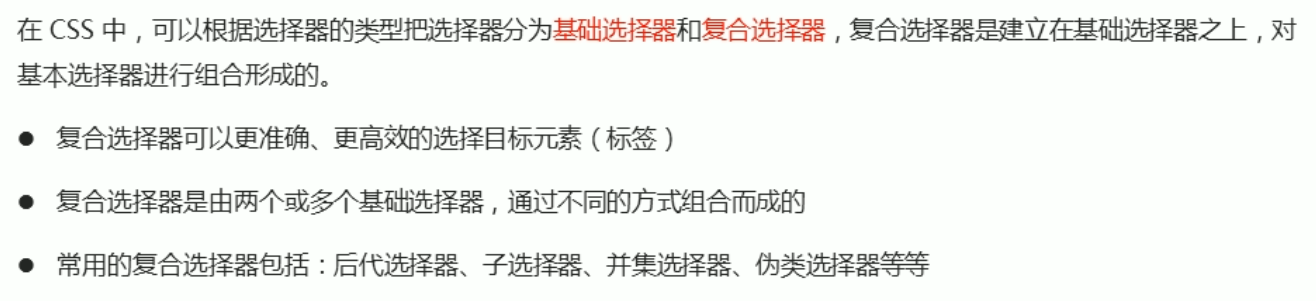 在 CSS 中，可以根据选择器的类型把选择器分为基础选择器和复合选择器，复合选择器是建立在基础选择器之上，对
基本选择器进行组合形成的。
● 复合选择器可以更准确、更高效的选择目标元素（标签）
● 复合选择器是由两个或多个基础选择器，通过不同的方式组合而成的
● 常用的复合选择器包括：后代选择器、子选择器、并集选择器、伪类选择器等等